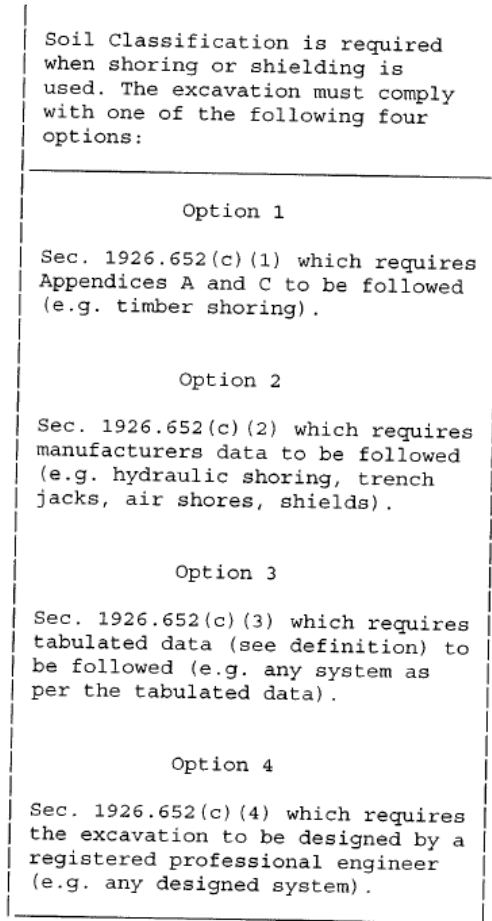 Soil Classification is required
when shoring or shielding is
used. The excavation must comply
with one of the following four
options:
Option 1
Sec. 1926.652(c)(1) which requires
Appendices A and C to be followed
(e.g. timber shoring).
Option 2
Sec. 1926.652(c)(2) which requires
manufacturers data to be followed
(e.g. hydraulic shoring, trench
jacks, air shores, shields).
Option 3
Sec. 1926.652(c)(3) which requires
tabulated data (see definition) to
be followed (e.g. any system as
per the tabulated data).
Option 4
Sec. 1926.652(c)(4) which requires
the excavation to be designed by a
registered professional engineer
(e.g. any designed system).